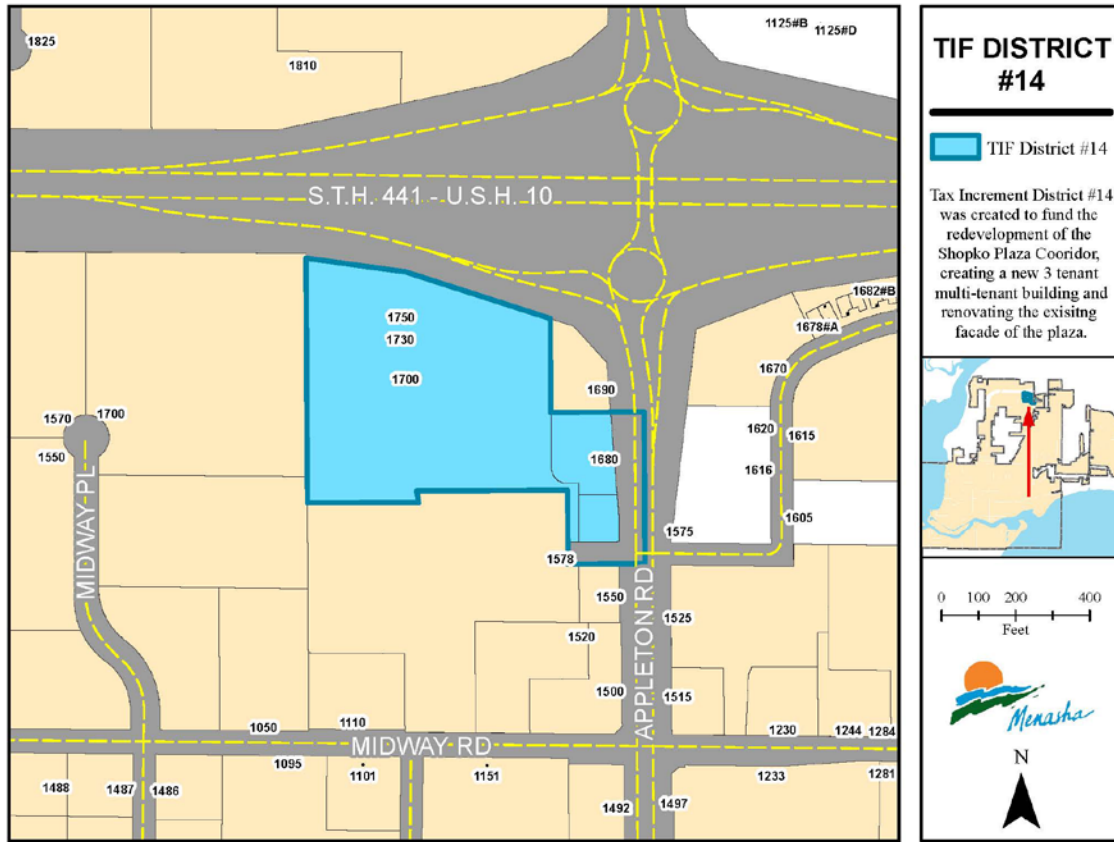 1825
1810
1125#B
1125#D
S.T.H. 441 - U.S.H. 10
1750
1730
1700
1690
1682#B
1678#A
1670
1570
1700
1550
1680
1620
1615
1616
1605
1575
1578
MIDWAY PL
1550
1525
1520
1500
1515
APPLETON RD
1050
1110
MIDWAY RD
1230
1244
1284
1095
1101
1151
1233
1281
1488
1487
1486
1492
1497
TIF DISTRICT
#14
TIF District #14
Tax Increment District #14
was created to fund the
redevelopment of the
Shopko Plaza Cooridor,
creating a new 3 tenant
multi-tenant building and
renovating the exisitng
facade of the plaza.
0 100 200 400
Feet
Menasha
N